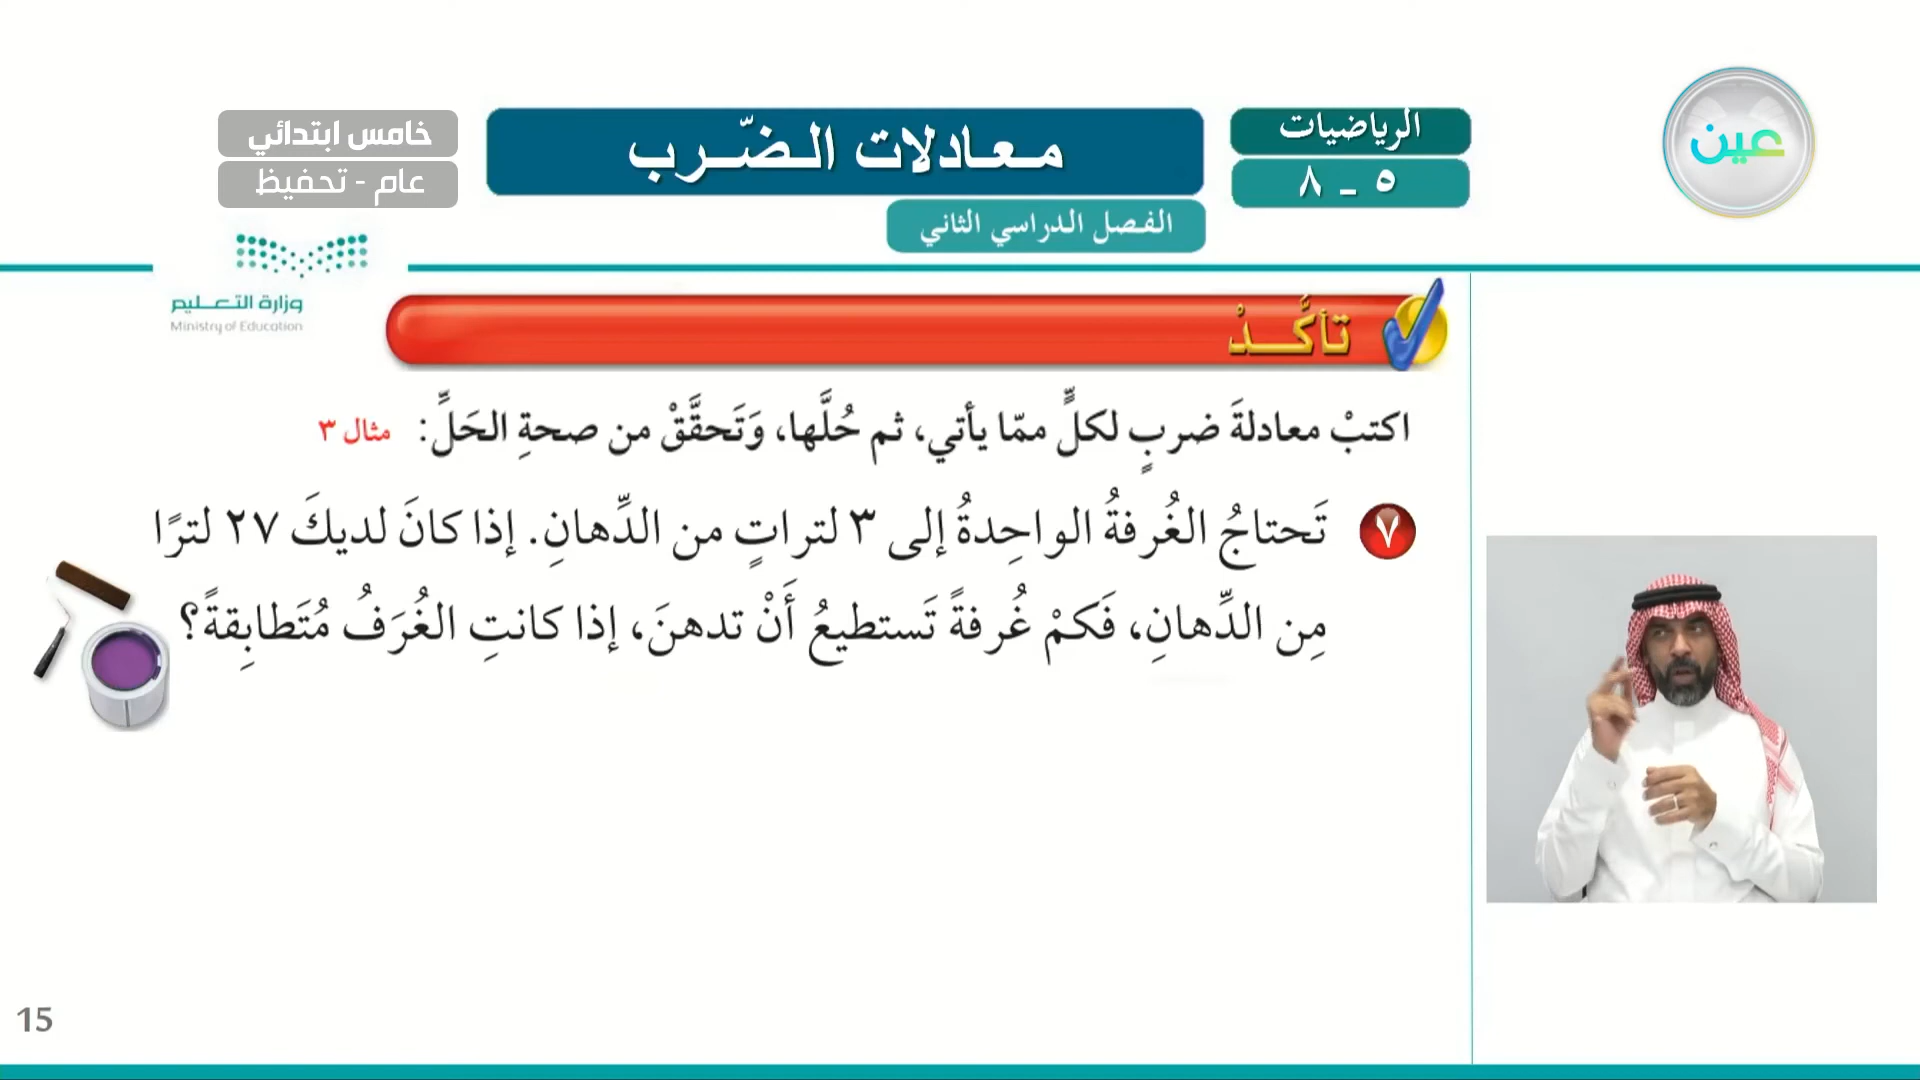 عين
الرياضيات
٥ - ٨
معادلات الضّرب
الفصل الدراسي الثاني
خامس ابتدائي
عام - تحفيظ
وزارة التعليم
Ministry of Education
تأكَّدْ
اكتبْ معادلةَ ضربٍ لكلٍّ ممّا يأتي، ثم حُلَّها، وَتَحقَّقْ من صحةِ الحَلِّ: مثال ٣
٧ تَحتاجُ الغُرفةُ الواحِدةُ إلى ٣ لتراتٍ من الدِّهانِ. إذا كانَ لديكَ ٢٧ لترًا
مِن الدِّهانِ، فَكمْ غُرفةً تَستطيعُ أَنْ تدهنَ، إذا كانتِ الغُرَفُ مُتَطابِقةً؟
15